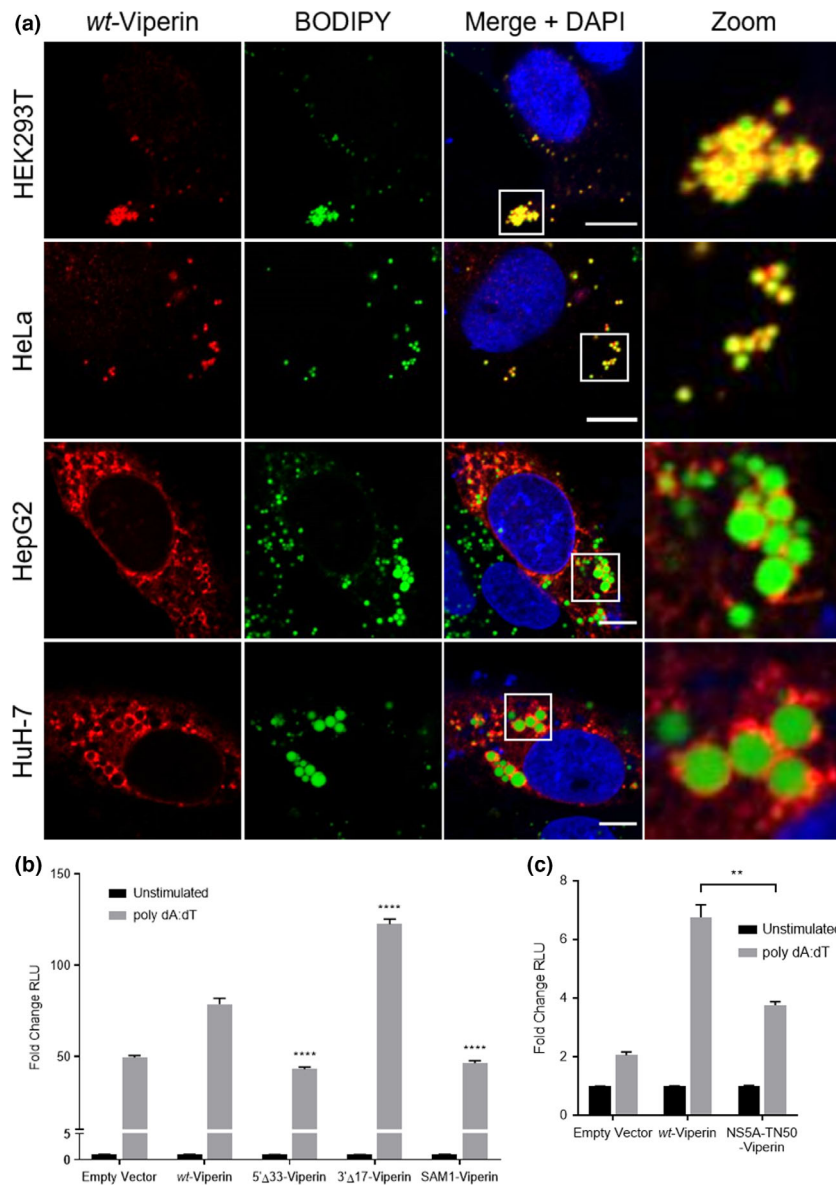 (a) wt-Viperin BODIPY Merge + DAPI Zoom
HEK293T
HeLa
HepG2
HuH-7
(b)
150
100
50
5
0
Fold Change RLU
Unstimulated
poly dA:dT
****
****
****
Empty Vector wt-Viperin 5'Δ33-Viperin 3'Δ17-Viperin SAM1-Viperin
(c)
8
6
4
2
0
Fold Change RLU
**
Unstimulated
poly dA:dT
Empty Vector wt-Viperin NS5A-TN50
-Viperin